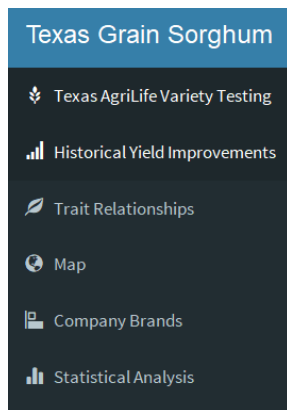 Texas Grain Sorghum
Texas AgriLife Variety Testing
Historical Yield Improvements
Trait Relationships
Map
Company Brands
Statistical Analysis